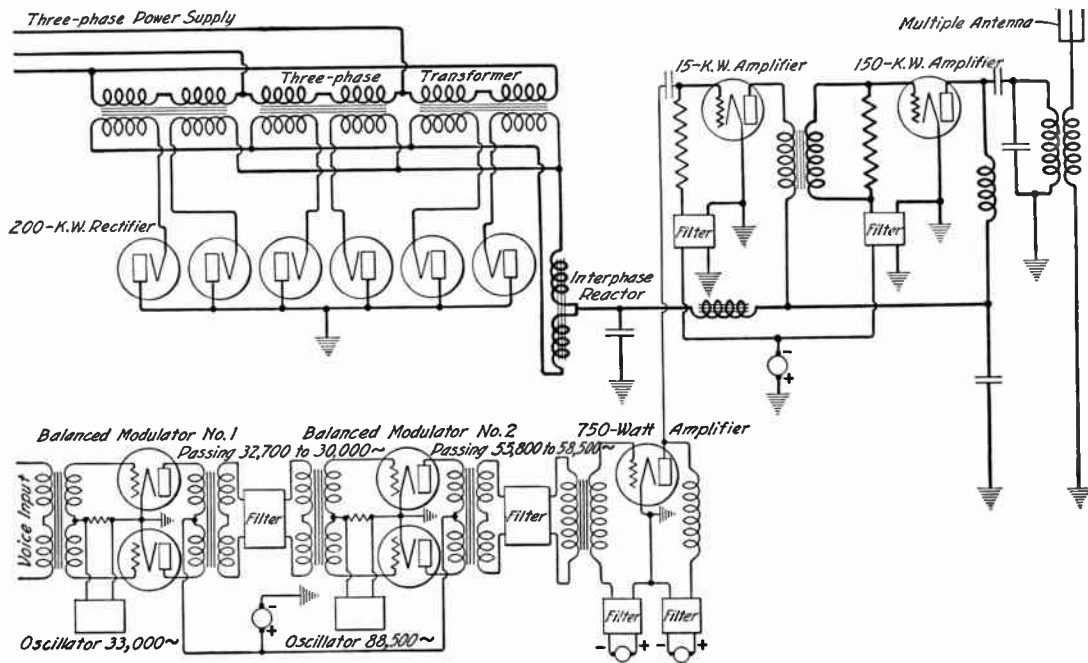 Three-phase Power Supply
Multiple Antenna
Three-phase Transformer
15-K.W. Amplifier
150-K.W. Amplifier
200-K.W. Rectifier
Filter
Filter
Interphase
Reactor
-
+
Balanced Modulator No.1
Balanced Modulator No.2
750-Watt Amplifier
Passing 32,700 to 30,000~
Passing 55,800 to 58,500~
Voice Input
Filter
Filter
-
+
Oscillator 33,000~
Oscillator 88,500~
Filter
Filter
- +
- +